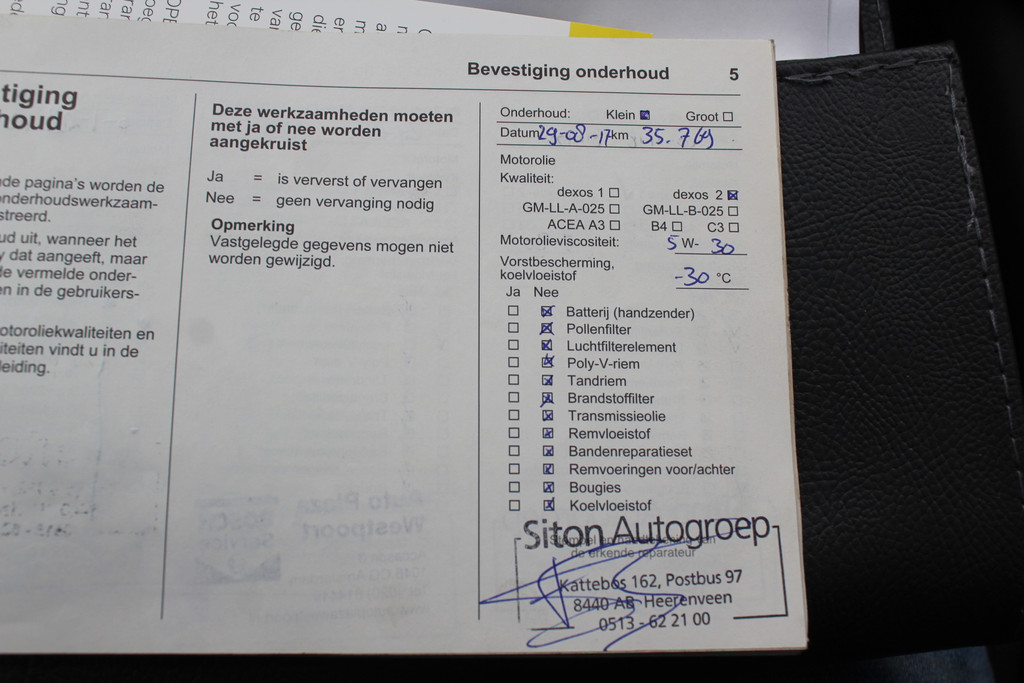 Bevestiging onderhoud 5
tiging
houd
de pagina's worden de
onderhoudswerkzaam-
streerd.
ud uit, wanneer het
dat aangeeft, maar
de vermelde onder-
n in de gebruikers-
otoroliekwaliteiten en
iteiten vindt u in de
leiding.
Deze werkzaamheden moeten
met ja of nee worden
aangekruist
Ja = is ververst of vervangen
Nee = geen vervanging nodig
Opmerking
Vastgelegde gegevens mogen niet
worden gewijzigd.
Onderhoud: Klein Groot
Datum 29-08-17 km 35.769
Motorolie
Kwaliteit:
dexos 1 dexos 2
GM-LL-A-025 GM-LL-B-025
ACEA A3 B4 C3
Motorolieviscositeit: 5 W- 30
Vorstbescherming,
koelvloeistof -30 °C
Ja Nee
Batterij (handzender)
Pollenfilter
Luchtfilterelement
Poly-V-riem
Tandriem
Brandstoffilter
Transmissieolie
Remvloeistof
Bandenreparatieset
Remvoeringen voor/achter
Bougies
Koelvloeistof
Siton Autogroep
de erkende reparateur
Kattebos 162, Postbus 97
8440 AB Heerenveen
0513 - 62 21 00